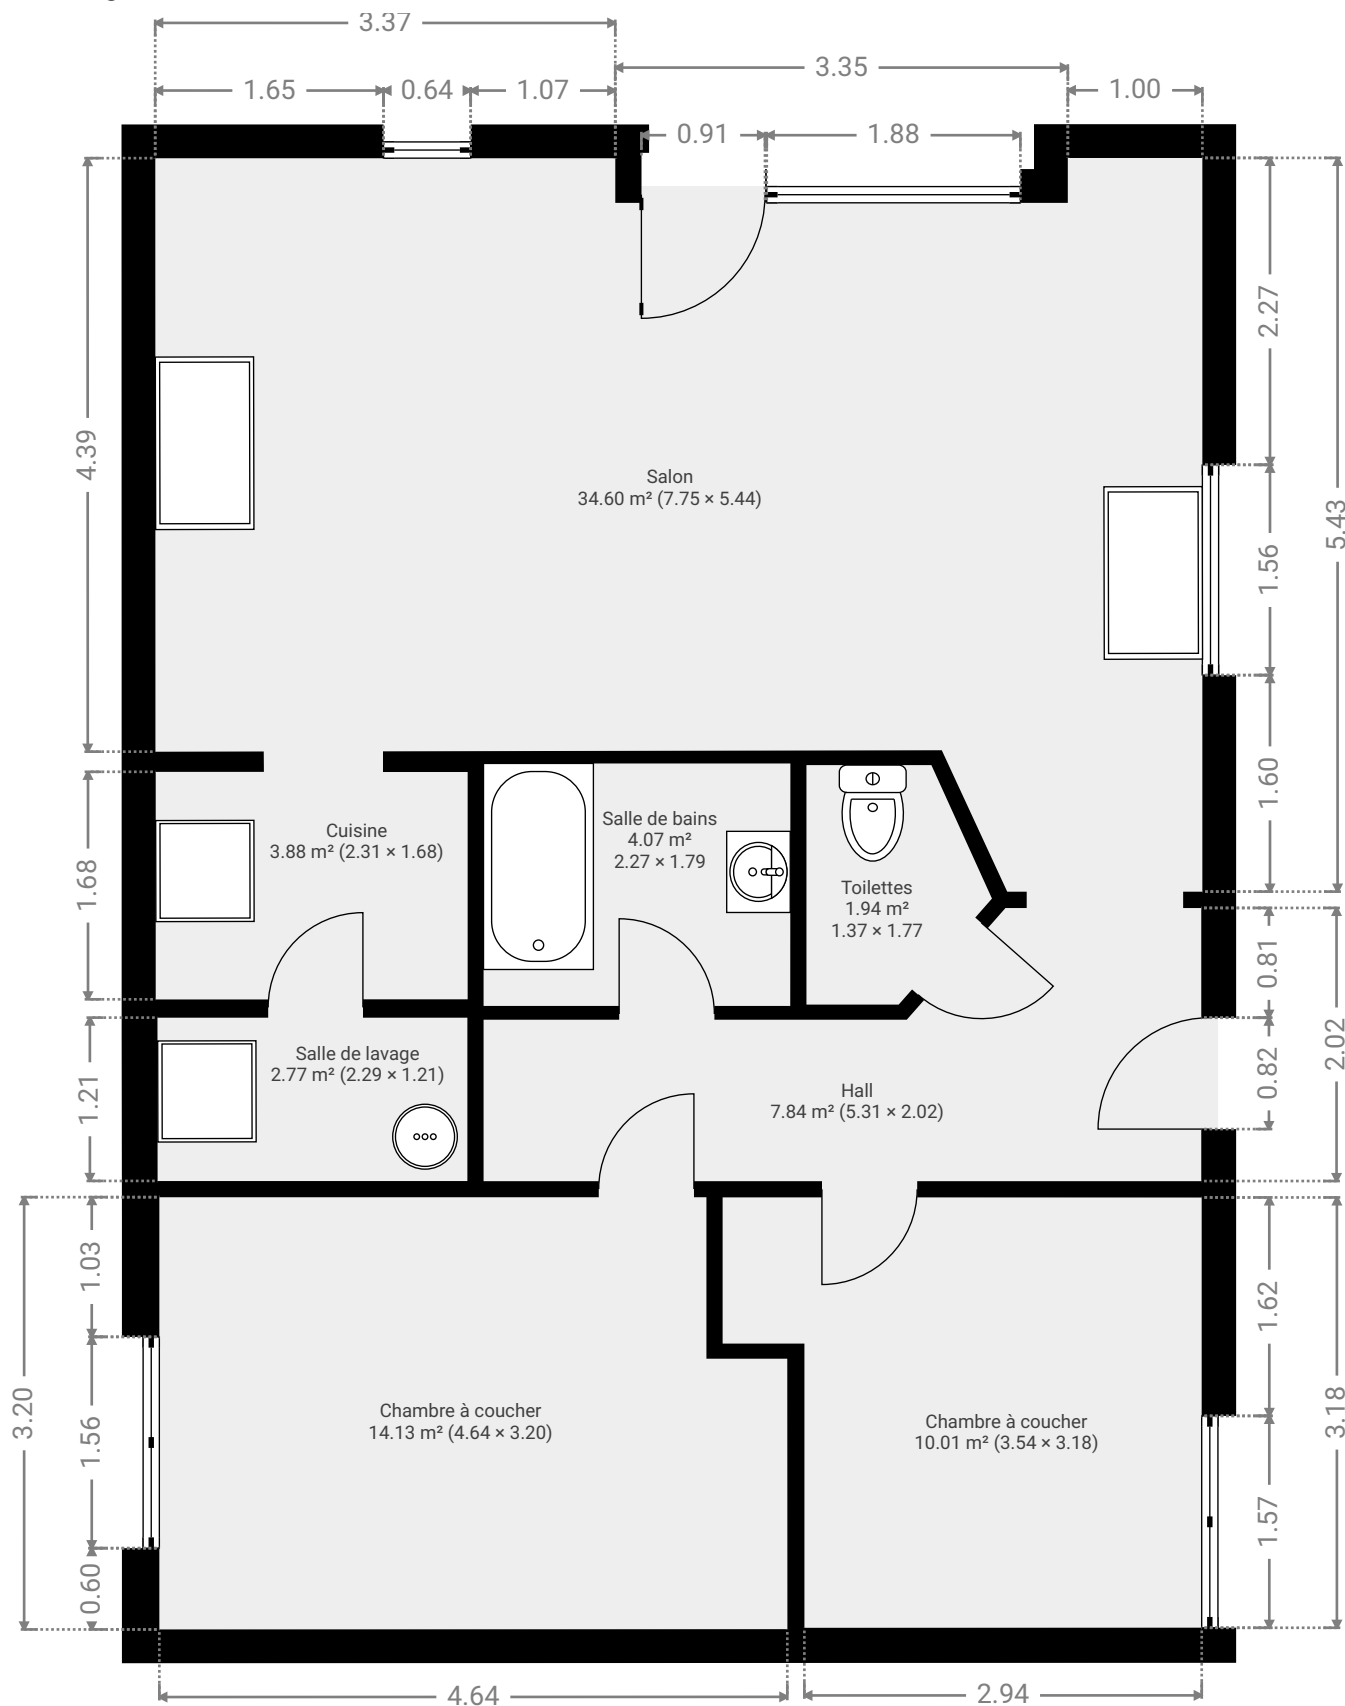 3.37
3.35
1.65
0.64
1.07
1.00
0.91
1.88
2.27
4.39
5.43
Salon
34.60 m² (7.75 × 5.44)
1.56
1.60
Cuisine
3.88 m² (2.31 × 1.68)
Salle de bains
4.07 m²
2.27 × 1.79
1.68
Toilettes
1.94 m²
1.37 × 1.77
0.81
2.02
0.82
Salle de lavage
2.77 m² (2.29 × 1.21)
1.21
Hall
7.84 m² (5.31 × 2.02)
1.03
1.62
3.20
1.56
3.18
Chambre à coucher
14.13 m² (4.64 × 3.20)
Chambre à coucher
10.01 m² (3.54 × 3.18)
1.57
0.60
4.64
2.94